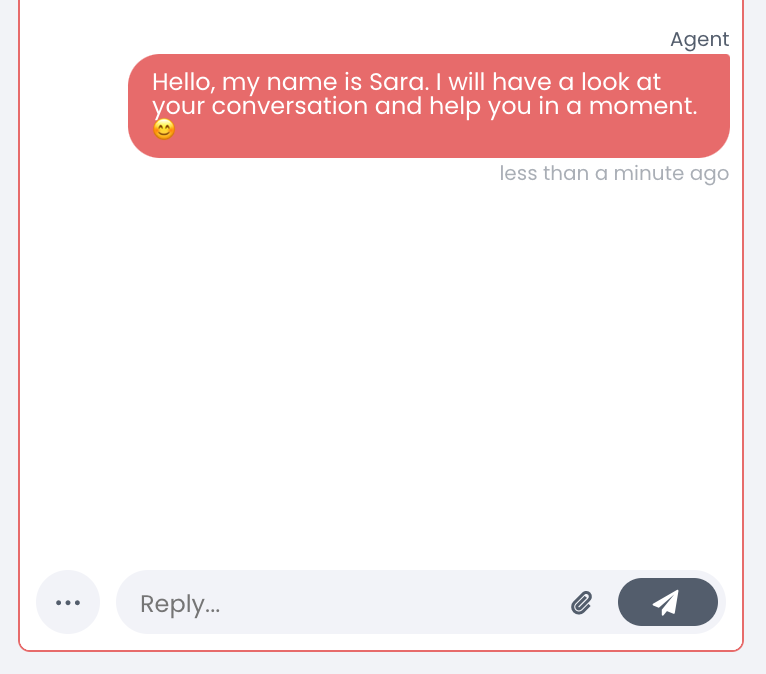 Agent
Hello, my name is Sara. I will have a look at
your conversation and help you in a moment.
😊
less than a minute ago
Reply...